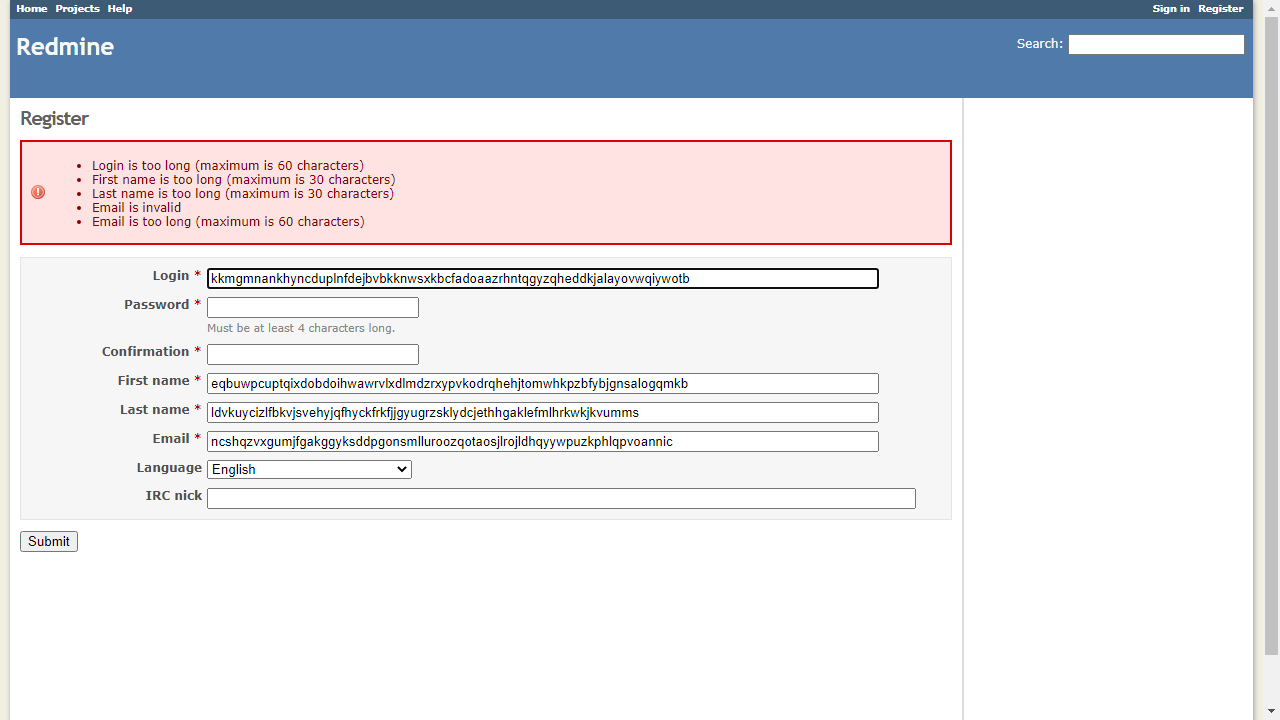 Home Projects Help Sign in Register
Redmine
Search:
Register
Login is too long (maximum is 60 characters)
First name is too long (maximum is 30 characters)
Last name is too long (maximum is 30 characters)
Email is invalid
Email is too long (maximum is 60 characters)
Login * kkmgmnankhyncduplnfdejbvbkknwsxkbcfadoaazrhntqgyzqheddkjalayovwqiywotb
Password *
Must be at least 4 characters long.
Confirmation *
First name * eqbuwpcuptqixdobdoihwawrvlxdlmdzrxypvkodrqhehjtomwhkpzbfybjgnsalogqmkb
Last name * ldvkuycizlfbkvjsvehyjqfhyckfrkfjjgyugrzsklydcjethhgaklefmlhrkwkjkvumms
Email * ncshqzvxgumjfgakggyksddpgonsmlluroozqotaosjlrojldhqyywpuzkphlqpvoannic
Language English
IRC nick
Submit